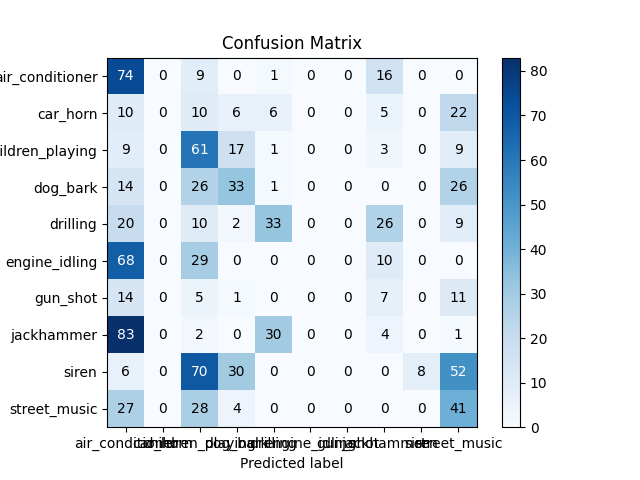 Confusion Matrix
air_conditioner 74 0 9 0 1 0 0 16 0 0
car_horn 10 0 10 6 6 0 0 5 0 22
ildren_playing 9 0 61 17 1 0 0 3 0 9
dog_bark 14 0 26 33 1 0 0 0 0 26
drilling 20 0 10 2 33 0 0 26 0 9
engine_idling 68 0 29 0 0 0 0 10 0 0
gun_shot 14 0 5 1 0 0 0 7 0 11
jackhammer 83 0 2 0 30 0 0 4 0 1
siren 6 0 70 30 0 0 0 0 8 52
street_music 27 0 28 4 0 0 0 0 0 41
street_music
Predicted label
80
70
60
50
40
30
20
10
0